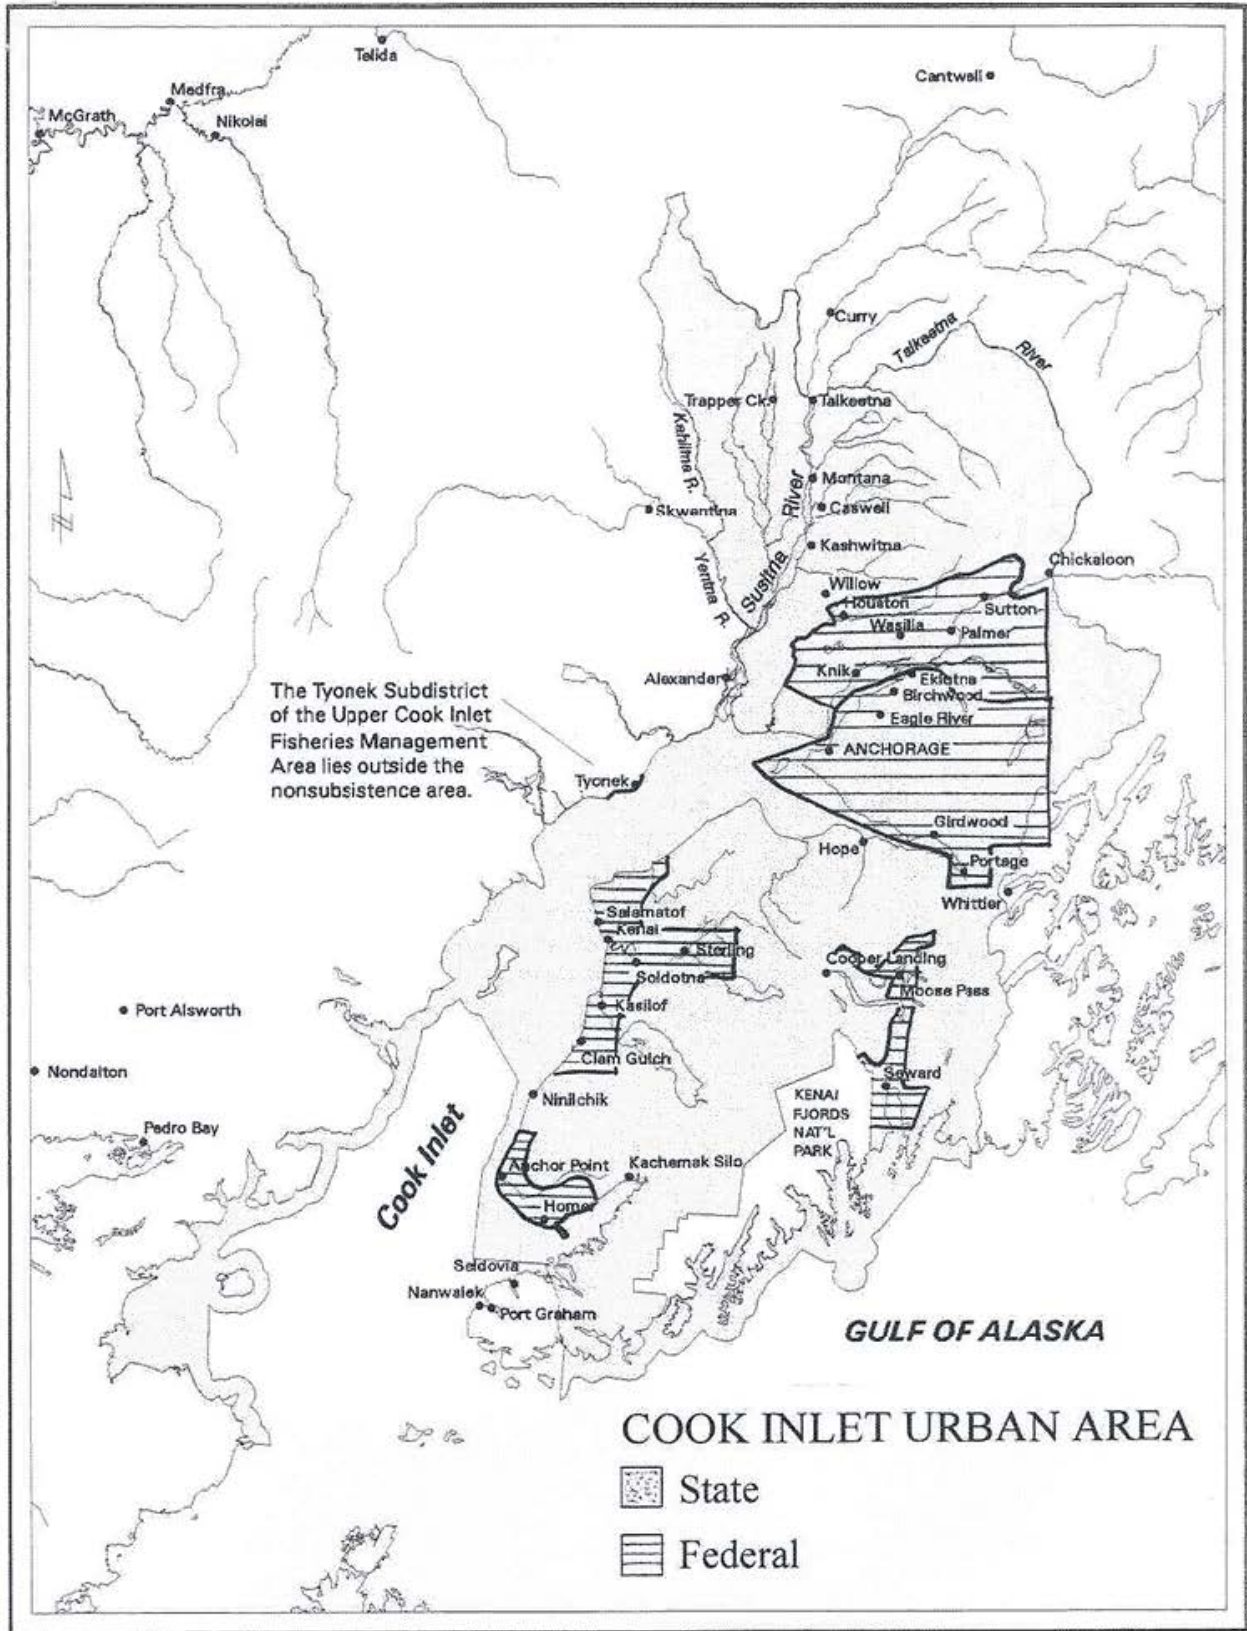 Telida
Cantwell
Medfra
McGrath
Nikolai
Curry
Talkeetna
River
Trapper Ck.
Talkeetna
Kahiltna R.
River
Montana
Skwentna
Caswell
Kashwitna
Yentna R.
Susitna
Chickaloon
Willow
Houston
Sutton
Wasilla
Palmer
Alexander
Knik
Eklutna
Birchwood
Eagle River
The Tyonek Subdistrict
of the Upper Cook Inlet
Fisheries Management
Area lies outside the
nonsubsistence area.
ANCHORAGE
Tyonek
Girdwood
Hope
Portage
Whittier
Salamatof
Kenai
Sterling
Cooper Landing
Soldotna
Moose Pass
Port Alsworth
Kasilof
Clam Gulch
Nondalton
Seward
Ninilchik
KENAI
FJORDS
NAT'L
PARK
Pedro Bay
Cook Inlet
Anchor Point
Kachemak Silo
Homer
Seldovia
Nanwalek
Port Graham
GULF OF ALASKA
COOK INLET URBAN AREA
State
Federal